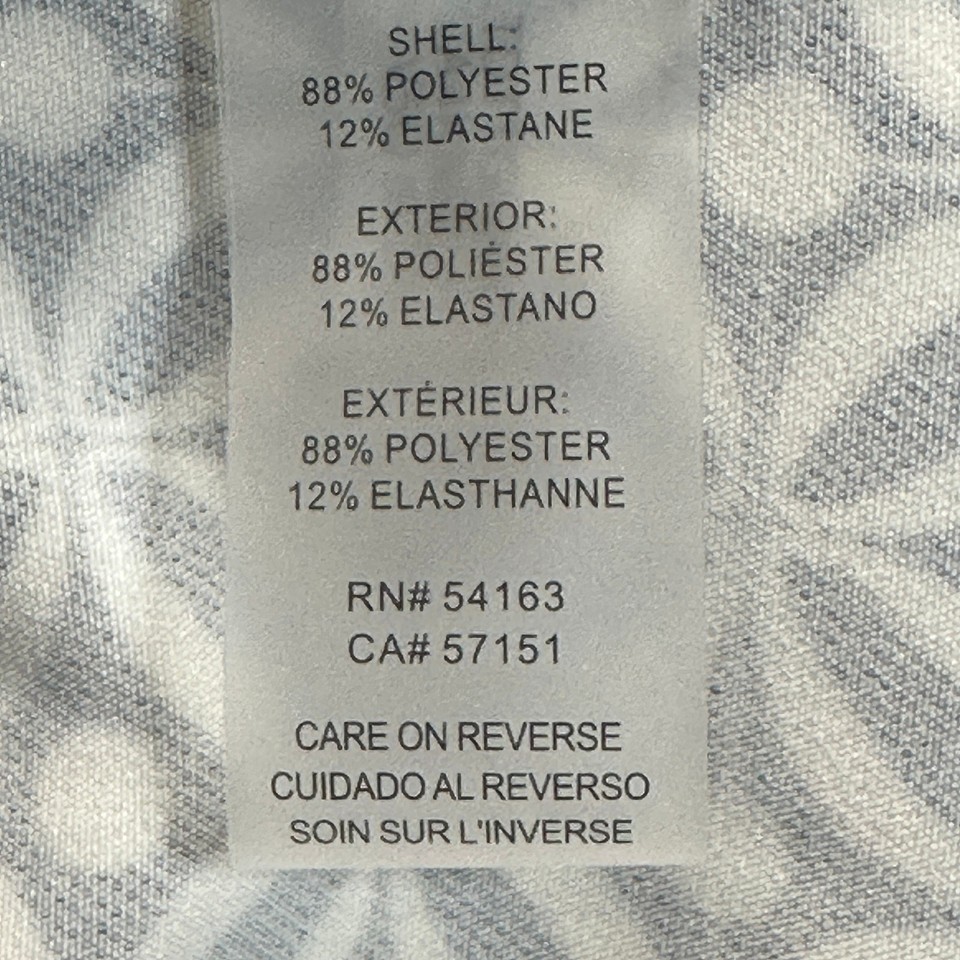 SHELL:
88% POLYESTER
12% ELASTANE
EXTERIOR:
88% POLIÉSTER
12% ELASTANO
EXTÉRIEUR:
88% POLYESTER
12% ELASTHANNE
RN# 54163
CA# 57151
CARE ON REVERSE
CUIDADO AL REVERSO
SOIN SUR L'INVERSE